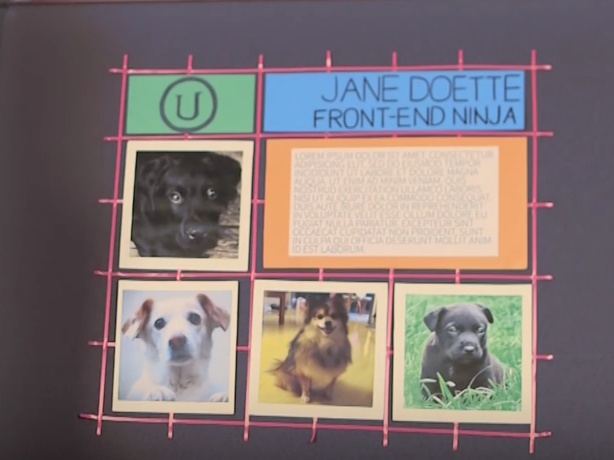 U
JANE DOETTE
FRONT-END NINJA
LOREM IPSUM DOLOR SIT AMET, CONSECTETUR
ADIPISICING ELIT, SED DO EIUSMOD TEMPOR
INCIDIDUNT UT LABORE ET DOLORE MAGNA
ALIQUA. UT ENIM AD MINIM VENIAM, QUIS
NOSTRUD EXERCITATION ULLAMCO LABORIS
NISI UT ALIQUIP EX EA COMMODO CONSEQUAT.
DUIS AUTE IRURE DOLOR IN REPREHENDERIT
IN VOLUPTATE VELIT ESSE CILLUM DOLORE EU
FUGIAT NULLA PARIATUR. EXCEPTEUR SINT
OCCAECAT CUPIDATAT NON PROIDENT, SUNT
IN CULPA QUI OFFICIA DESERUNT MOLLIT ANIM
ID EST LABORUM.